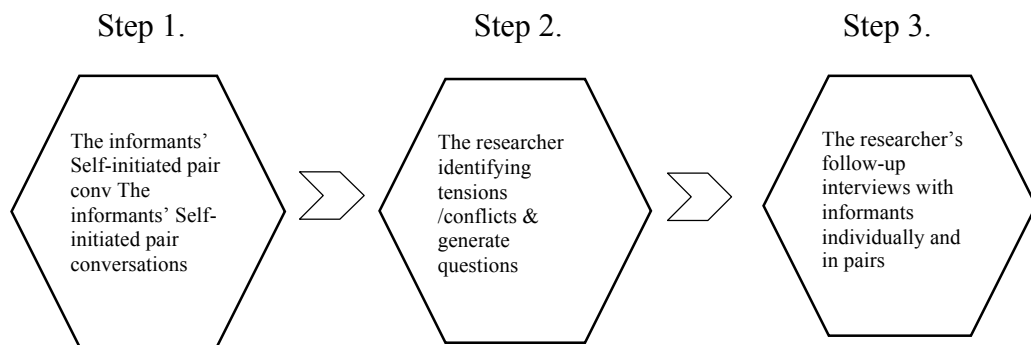 Step 1.
Step 2.
Step 3.
The informants’
Self-initiated pair
conv The
informants’ Self-
initiated pair
conversations
The researcher
identifying
tensions
/conflicts &
generate
questions
The researcher’s
follow-up
interviews with
informants
individually and
in pairs